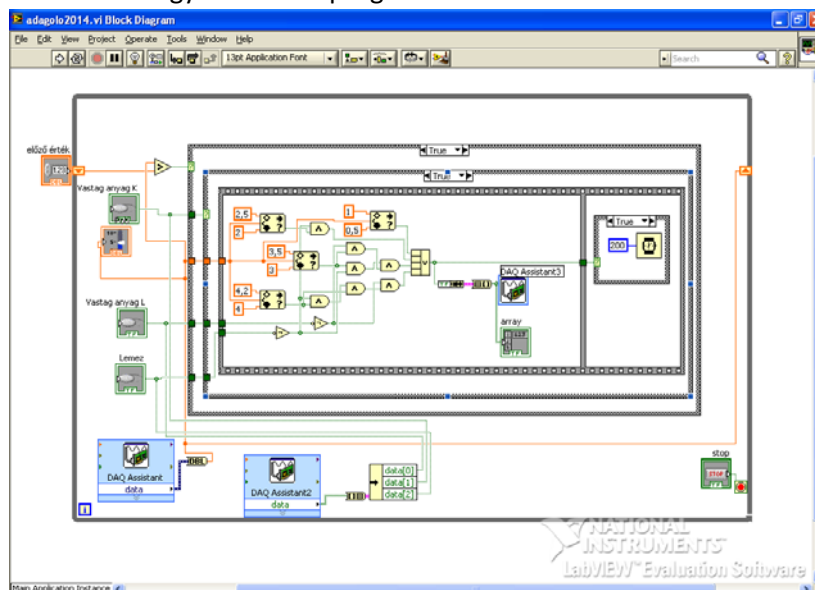 adagolo2014.vi Block Diagram
File Edit View Project Operate Tools Window Help
13pt Application Font
Search
True
előző érték
True
Vastag anyag K
2,5
1
2
0,5
True
3,5
200
3
DAQ Assistant3
4,2
4
Vastag anyag L
array
Lemez
DAQ Assistant
data
DBL
DAQ Assistant2
data
data[0]
data[1]
data[2]
stop
STOP
i
NATIONAL
INSTRUMENTS
LabVIEW™ Evaluation Software
Main Application Instance